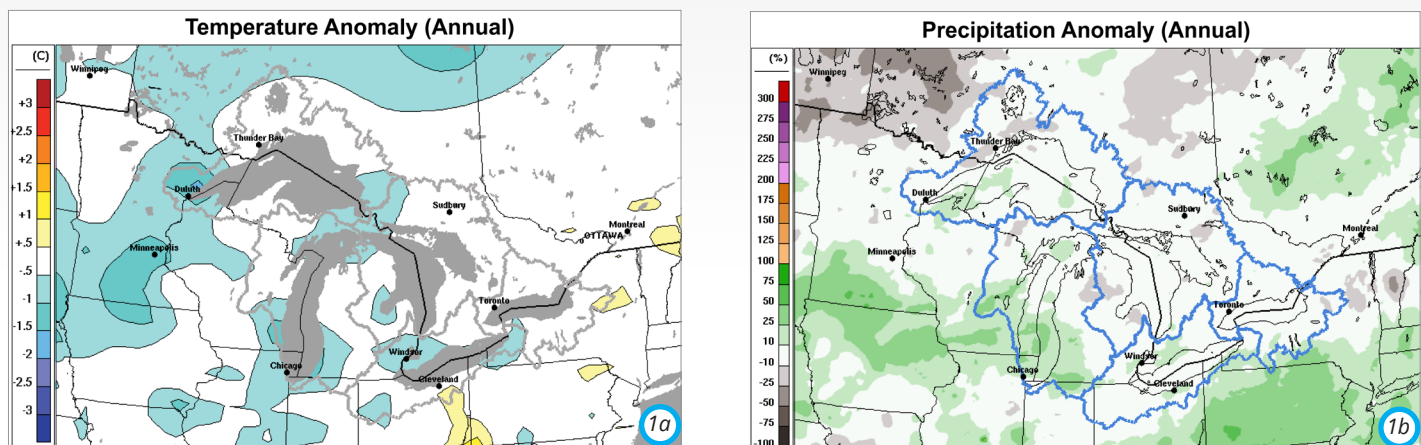 Temperature Anomaly (Annual)
(C)
+3
+2.5
+2
+1.5
+1
+.5
-.5
-1
-1.5
-2
-2.5
-3
Winnipeg
Thunder Bay
Duluth
Sudbury
Montreal
OTTAWA
Minneapolis
Toronto
Windsor
Chicago
Cleveland
1a
Precipitation Anomaly (Annual)
(%)
300
275
250
225
200
175
150
125
100
75
50
25
10
-10
-25
-50
-75
-100
Winnipeg
Thunder Bay
Duluth
Sudbury
Montreal
Minneapolis
Toronto
Windsor
Chicago
Cleveland
1b